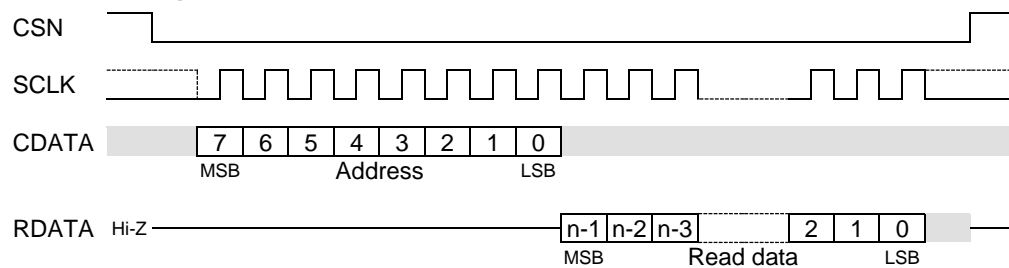 CSN
SCLK
CDATA 7 6 5 4 3 2 1 0
MSB Address LSB
RDATA Hi-Z n-1 n-2 n-3 2 1 0
MSB Read data LSB